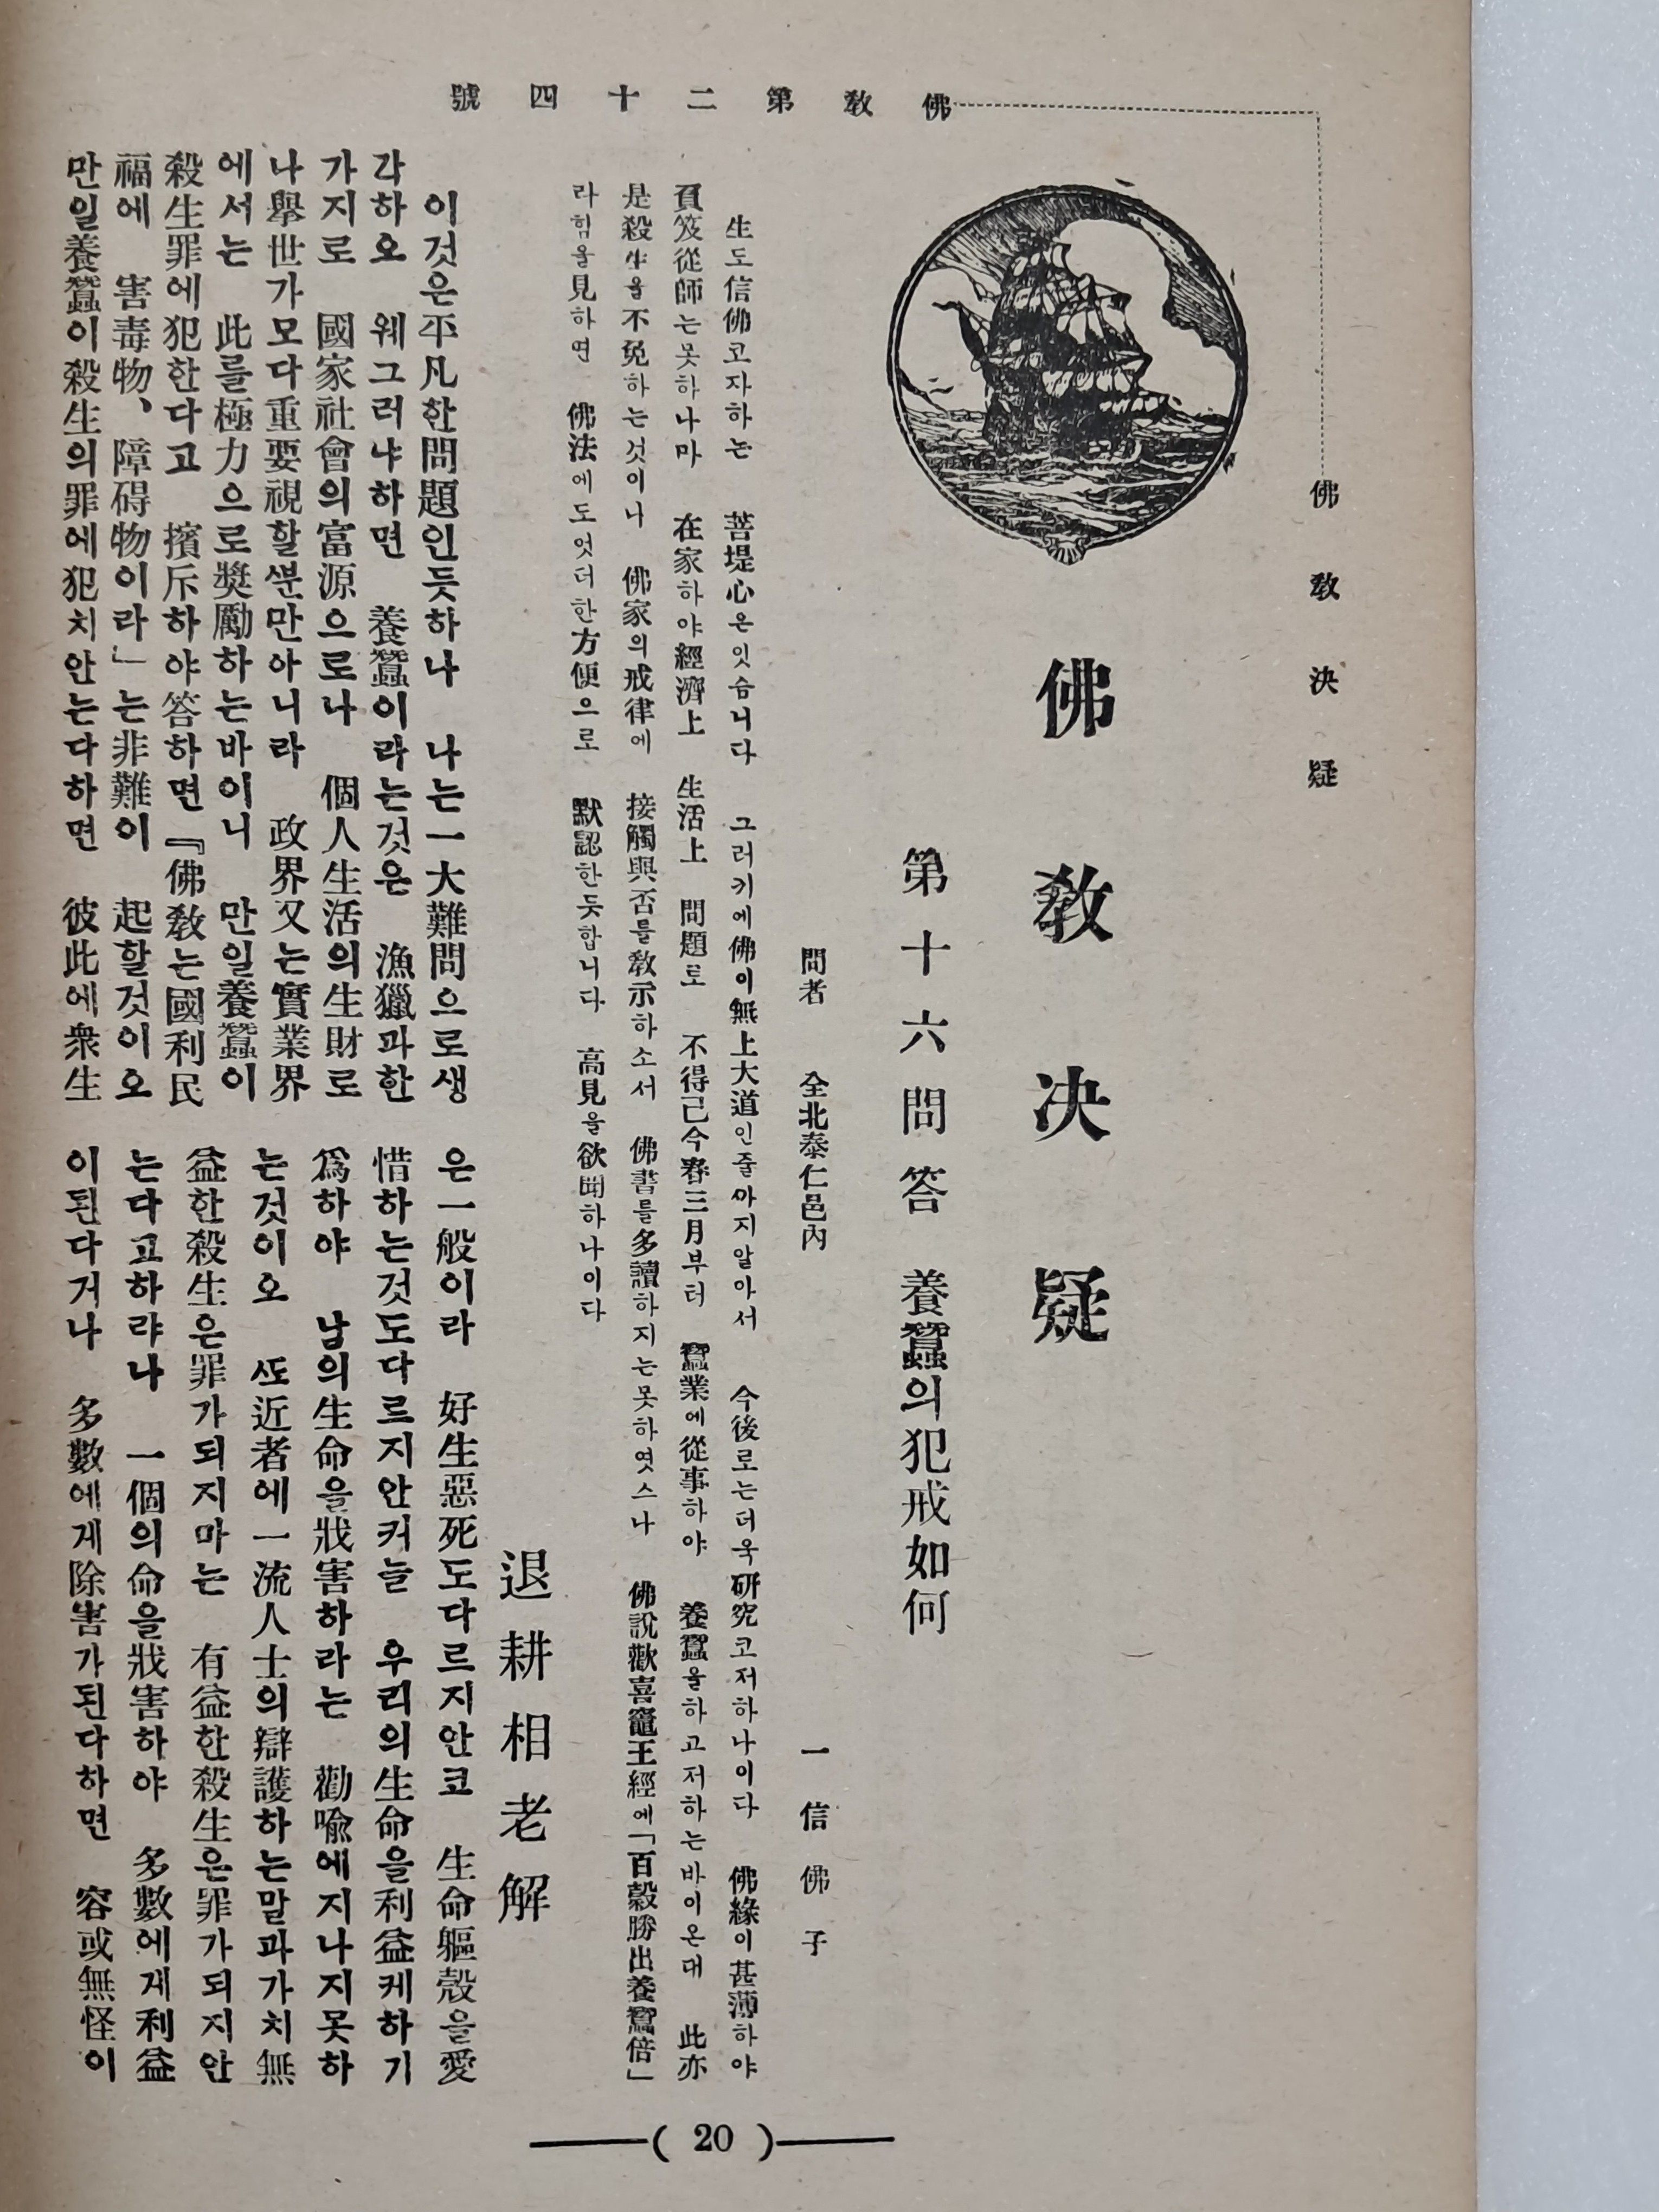 佛教第二十四號
佛教決疑
佛教決疑
第十六問答 養蠶의犯戒如何
問者 全北泰仁邑內 一信佛子
生도信佛코자하는 菩堤心은잇슴니다 그러키에佛이無上大道인줄까지알아서 今後로는더욱研究코저하나이다 佛緣이甚薄하야
負笈從師는못하나마 在家하야經濟上 生活上 問題로 不得已今春三月부터 蠶業에從事하야 養蠶을하고저하는바이온대 此亦
是殺生을不免하는것이나 佛家의戒律에 接觸與否를敎示하소서 佛書를多讀하지는못하엿스나 佛說歡喜竈王經에「百穀勝出養蠶倍」
라힘을見하면 佛法에도엇더한方便으로 默認한듯합니다 高見을欲聞하나이다
退耕相老解
이것은平凡한問題인듯하나 나는一大難問으로생
각하오 웨그러냐하면 養蠶이라는것은 漁獵과한
가지로 國家社會의富源으로나 個人生活의生財로
나擧世가모다重要視할뿐만아니라 政界又는實業界
에서는 此를極力으로奬勵하는바이니 만일養蠶이
殺生罪에犯한다고 擯斥하야答하면『佛敎는國利民
福에 害毒物、障碍物이라」는非難이 起할것이오
만일養蠶이殺生의罪에犯치안는다하면 彼此에衆生
은一般이라 好生惡死도다르지안코 生命軀殼을愛
惜하는것도다르지안커늘 우리의生命을利益케하기
爲하야 남의生命을戕害하라는 勸喩에지나지못하
는것이오 또近者에一流人士의辯護하는말과가치無
益한殺生은罪가되지마는 有益한殺生은罪가되지안
는다고하랴나 一個의命을戕害하야 多數에게利益
이된다거나 多數에게除害가된다하면 容或無怪이
(20)